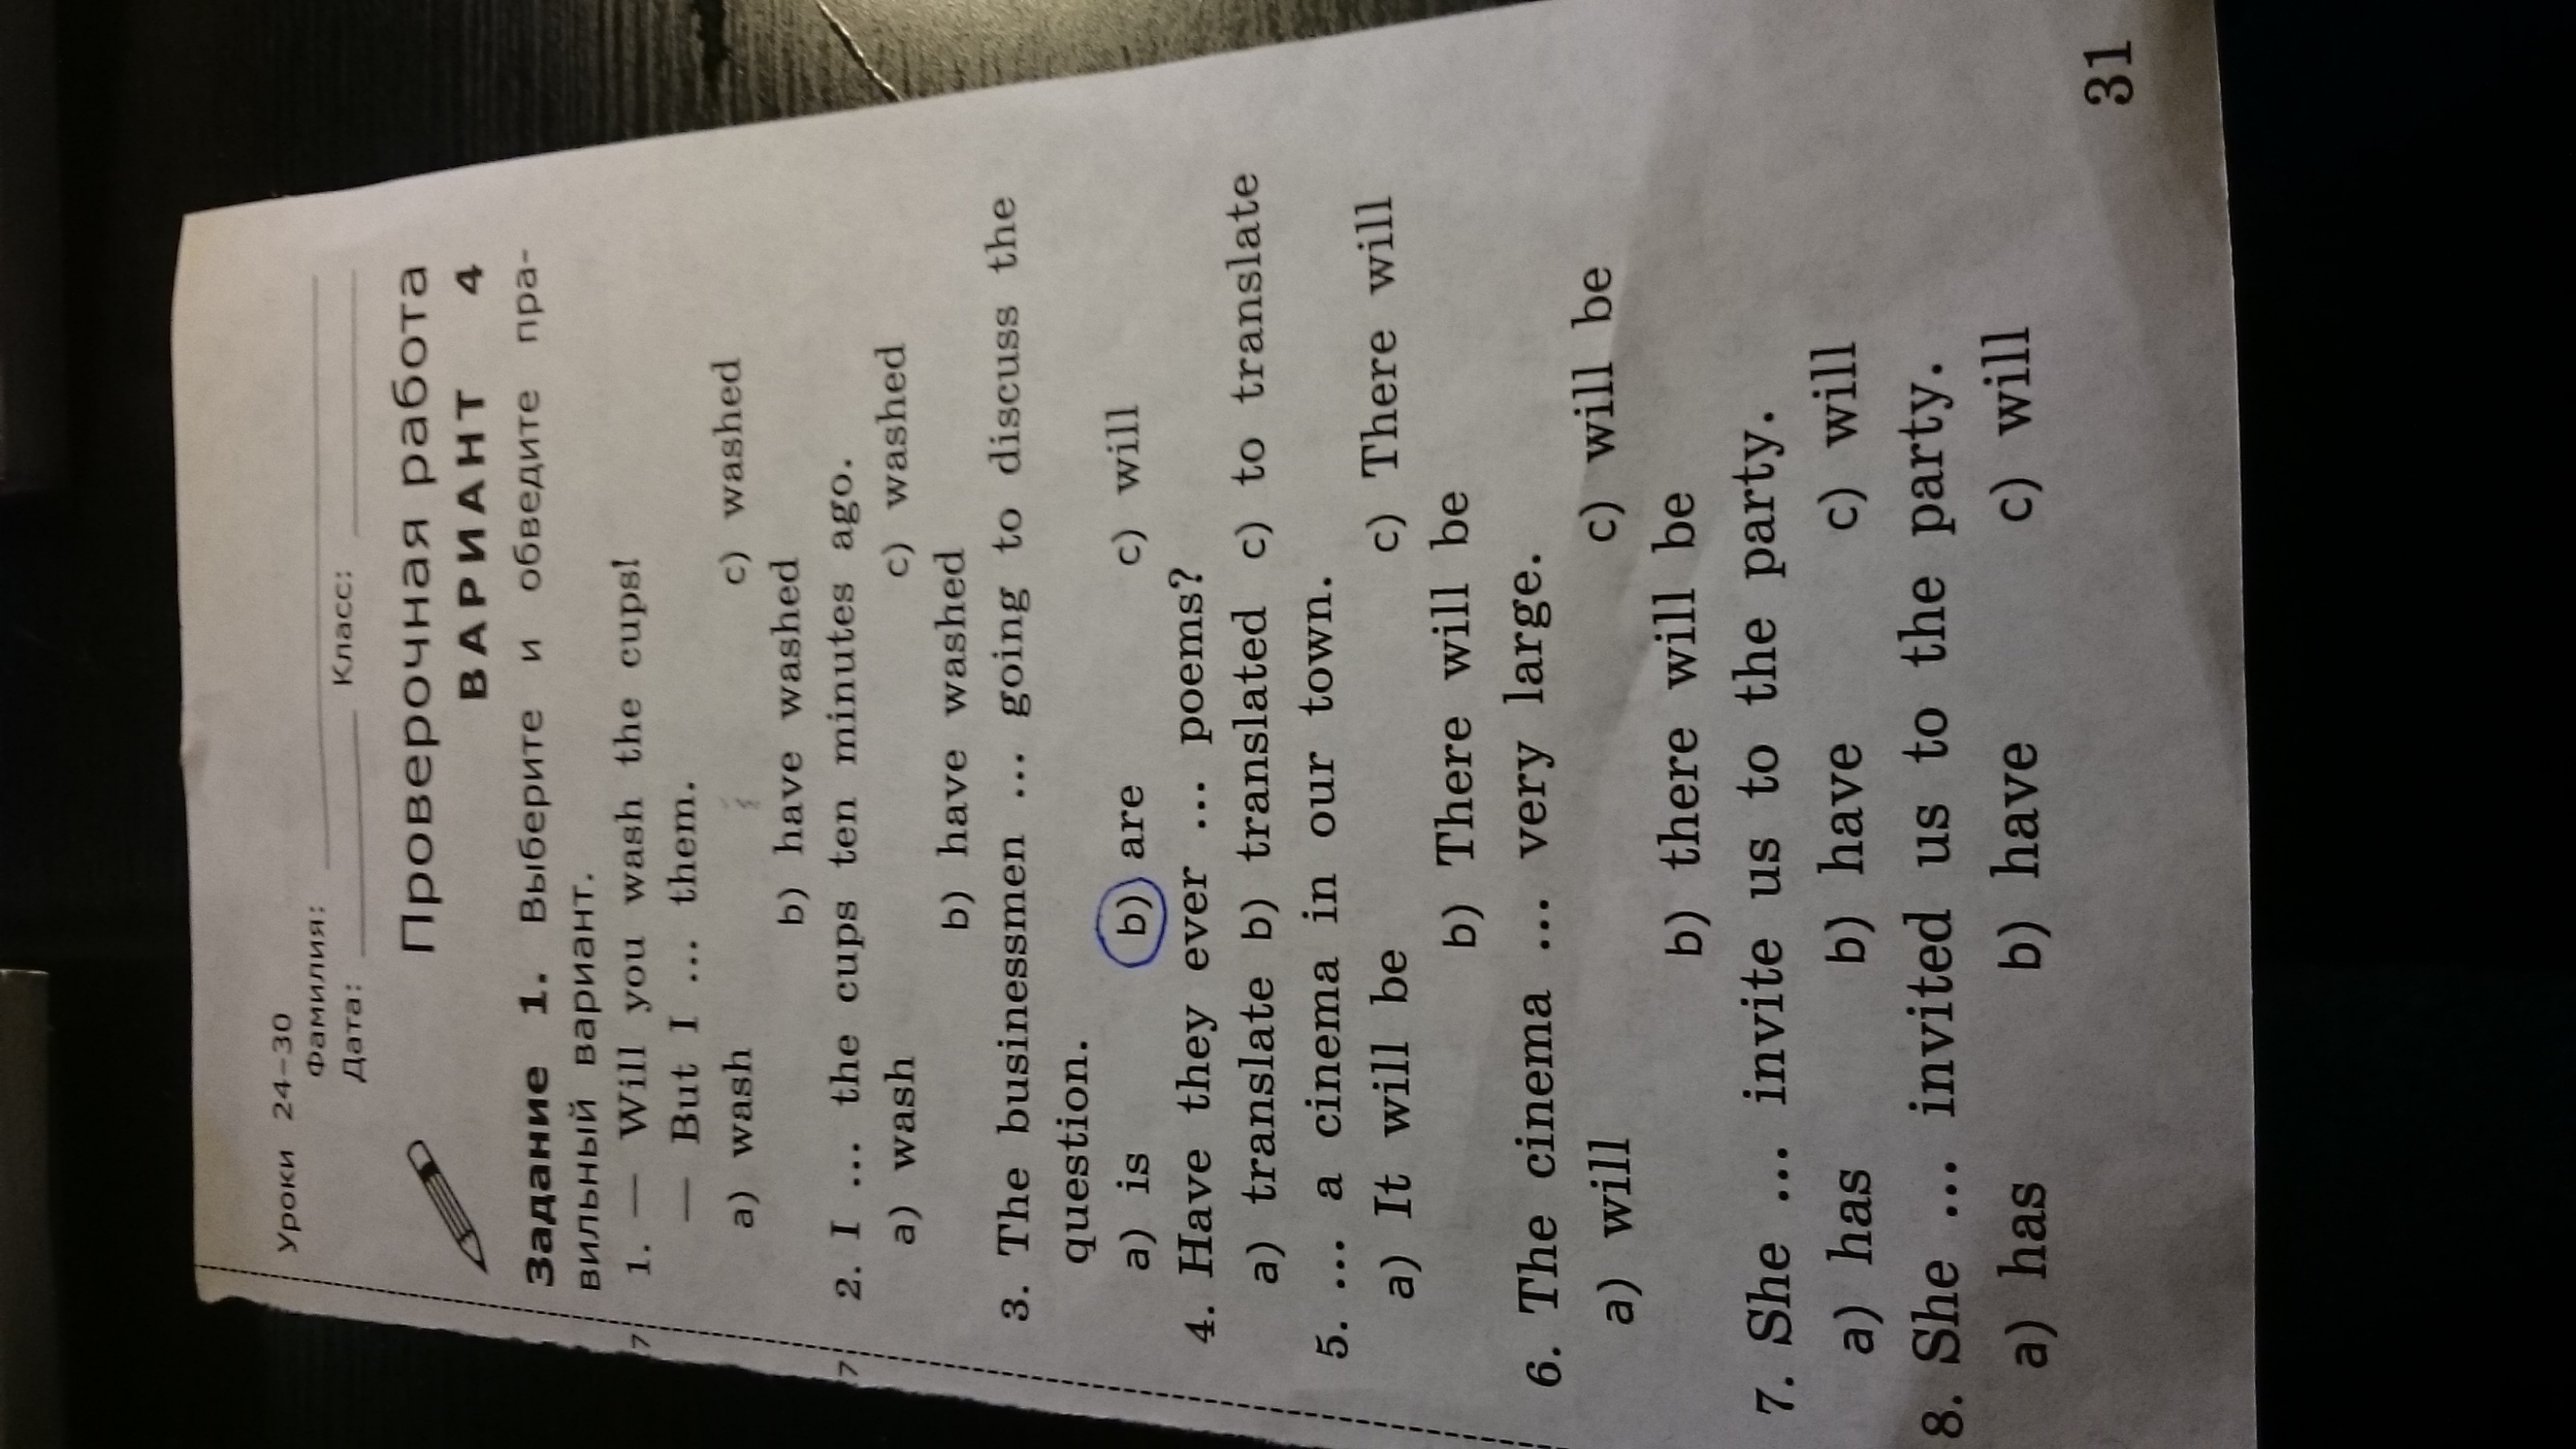 Уроки 24–30
Фамилия:
Дата: Класс:
Проверочная работа
ВАРИАНТ 4
Задание 1. Выберите и обведите пра-
вильный вариант.
1. — Will you wash the cups!
— But I ... them.
a) wash c) washed
b) have washed
2. I ... the cups ten minutes ago.
a) wash c) washed
b) have washed
3. The businessmen ... going to discuss the
question.
a) is b) are c) will
4. Have they ever ... poems?
a) translate b) translated c) to translate
5. ... a cinema in our town.
a) It will be c) There will
b) There will be
6. The cinema ... very large.
a) will c) will be
b) there will be
7. She ... invite us to the party.
a) has b) have c) will
8. She ... invited us to the party.
a) has b) have c) will
31